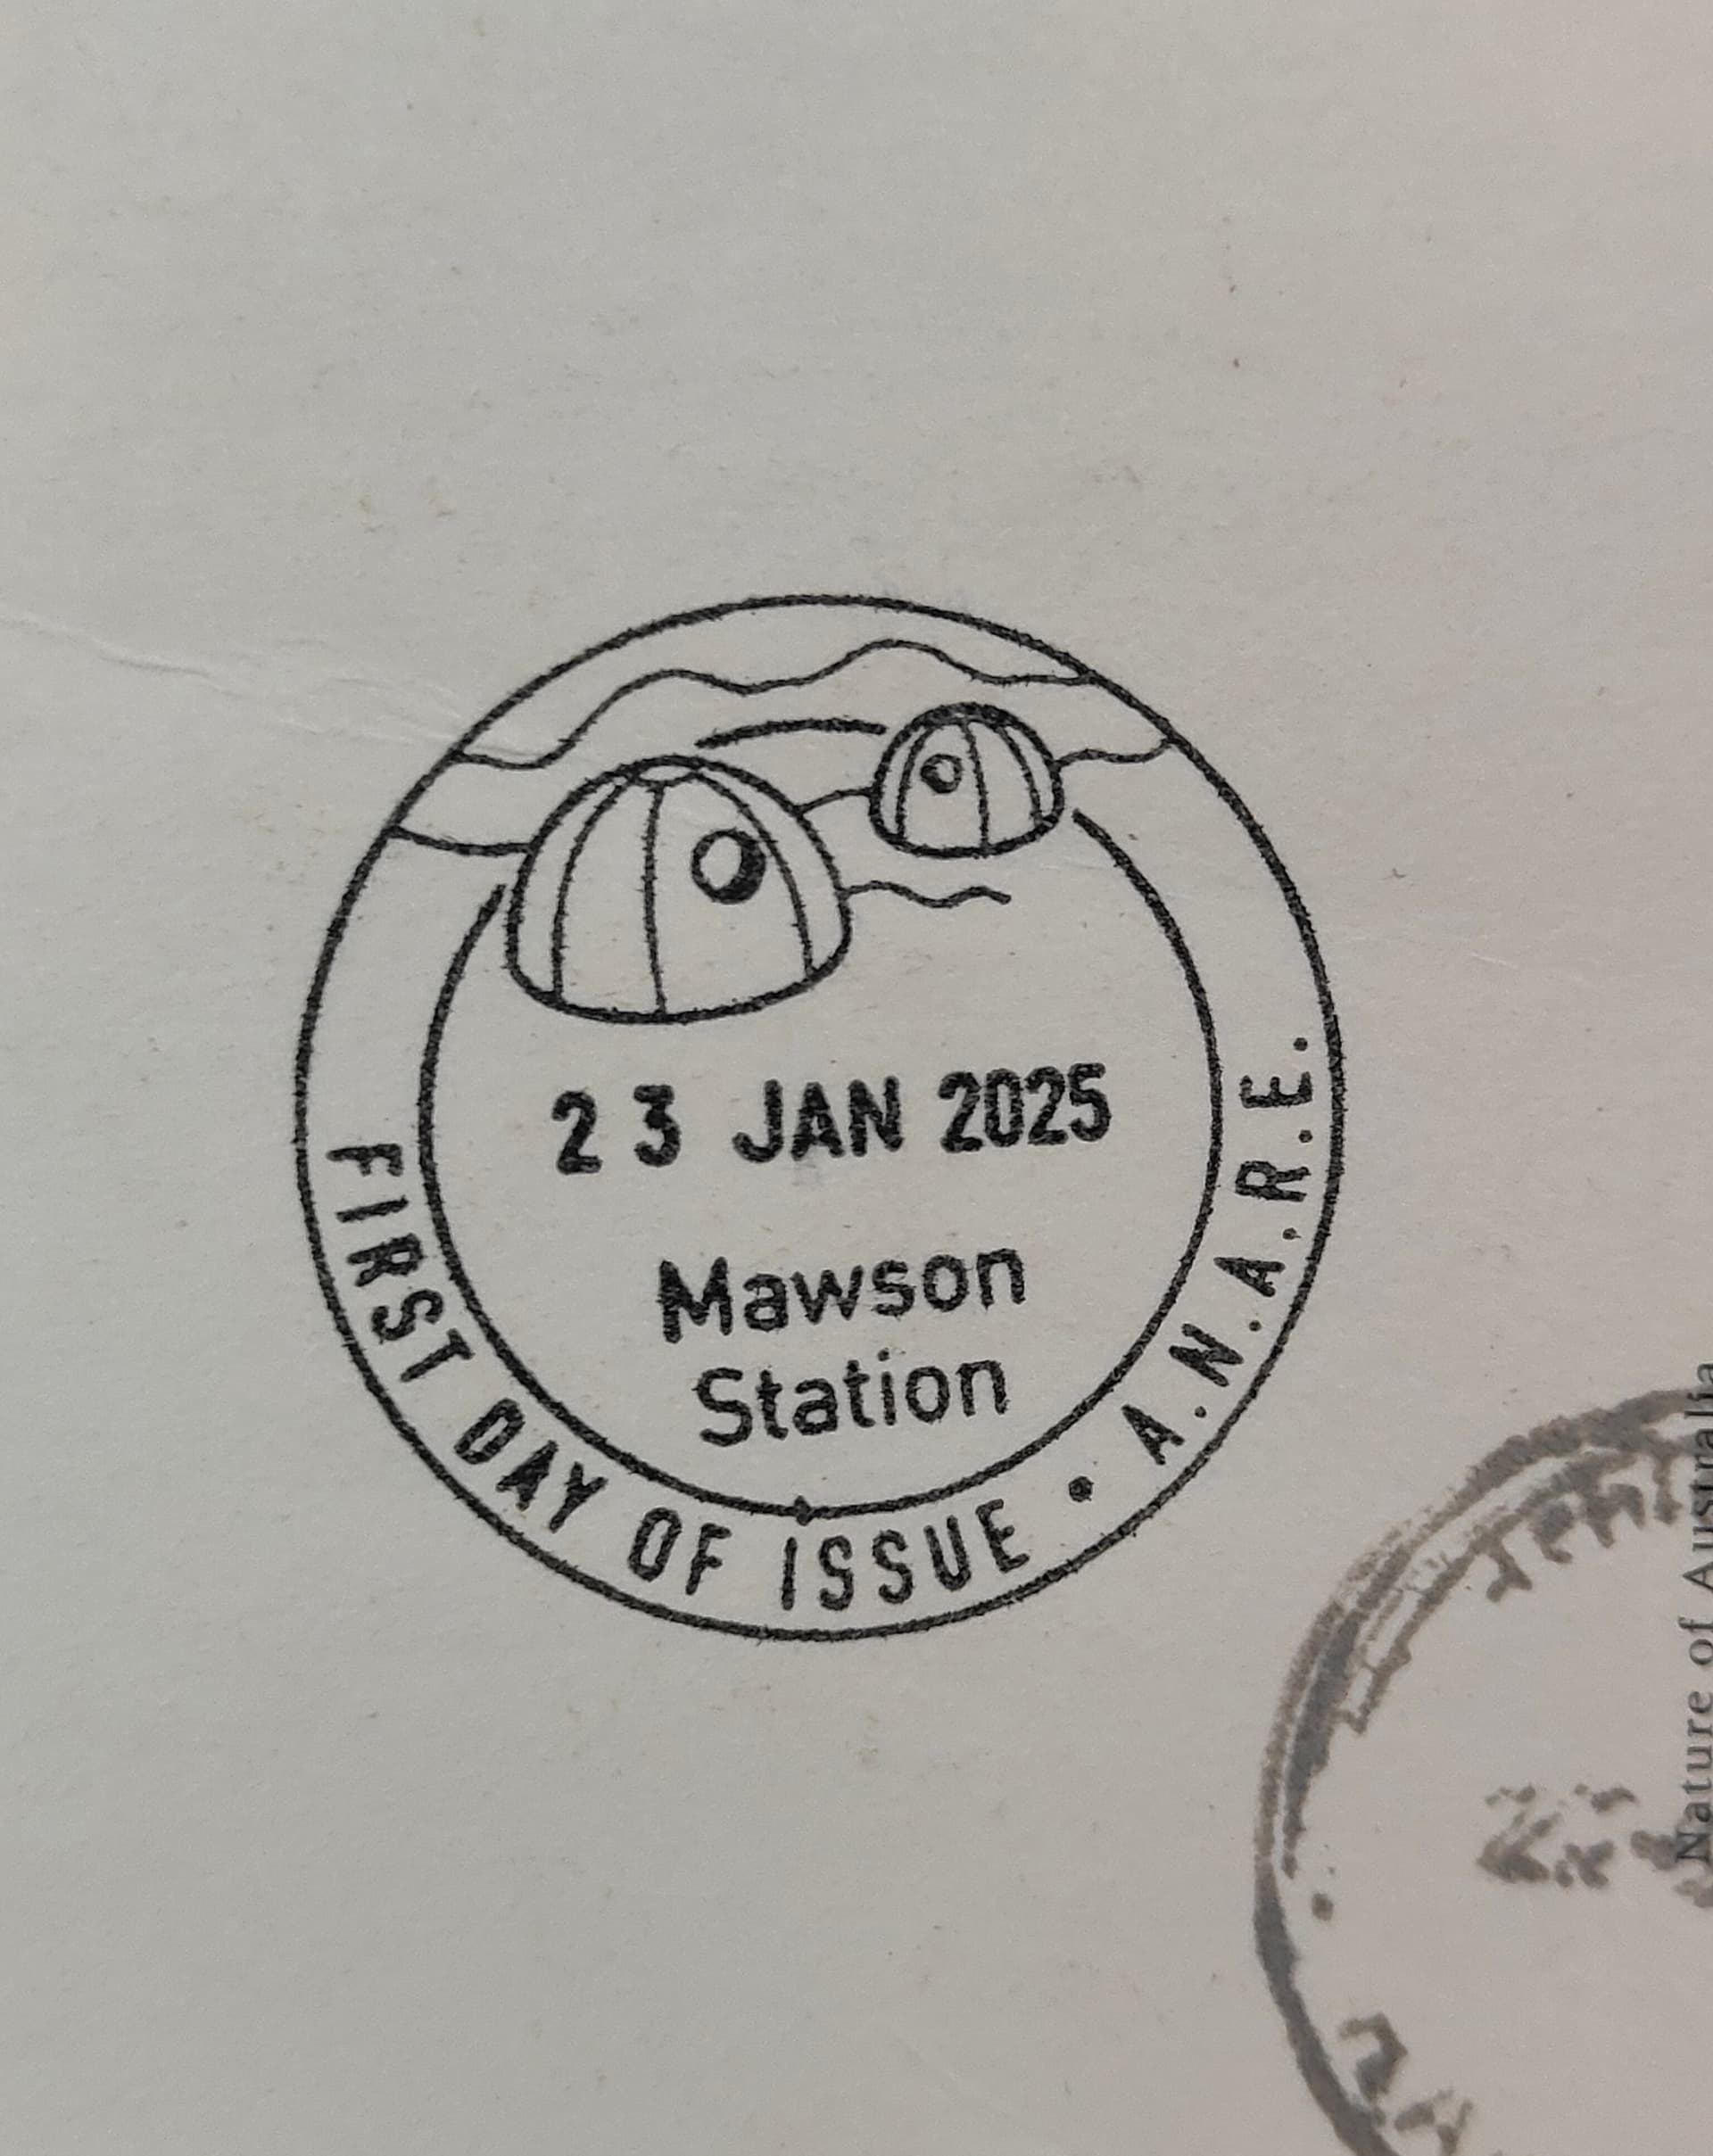 23 JAN 2025
Mawson
Station
FIRST DAY OF ISSUE • A.N.A.R.E.
Nature of Australia